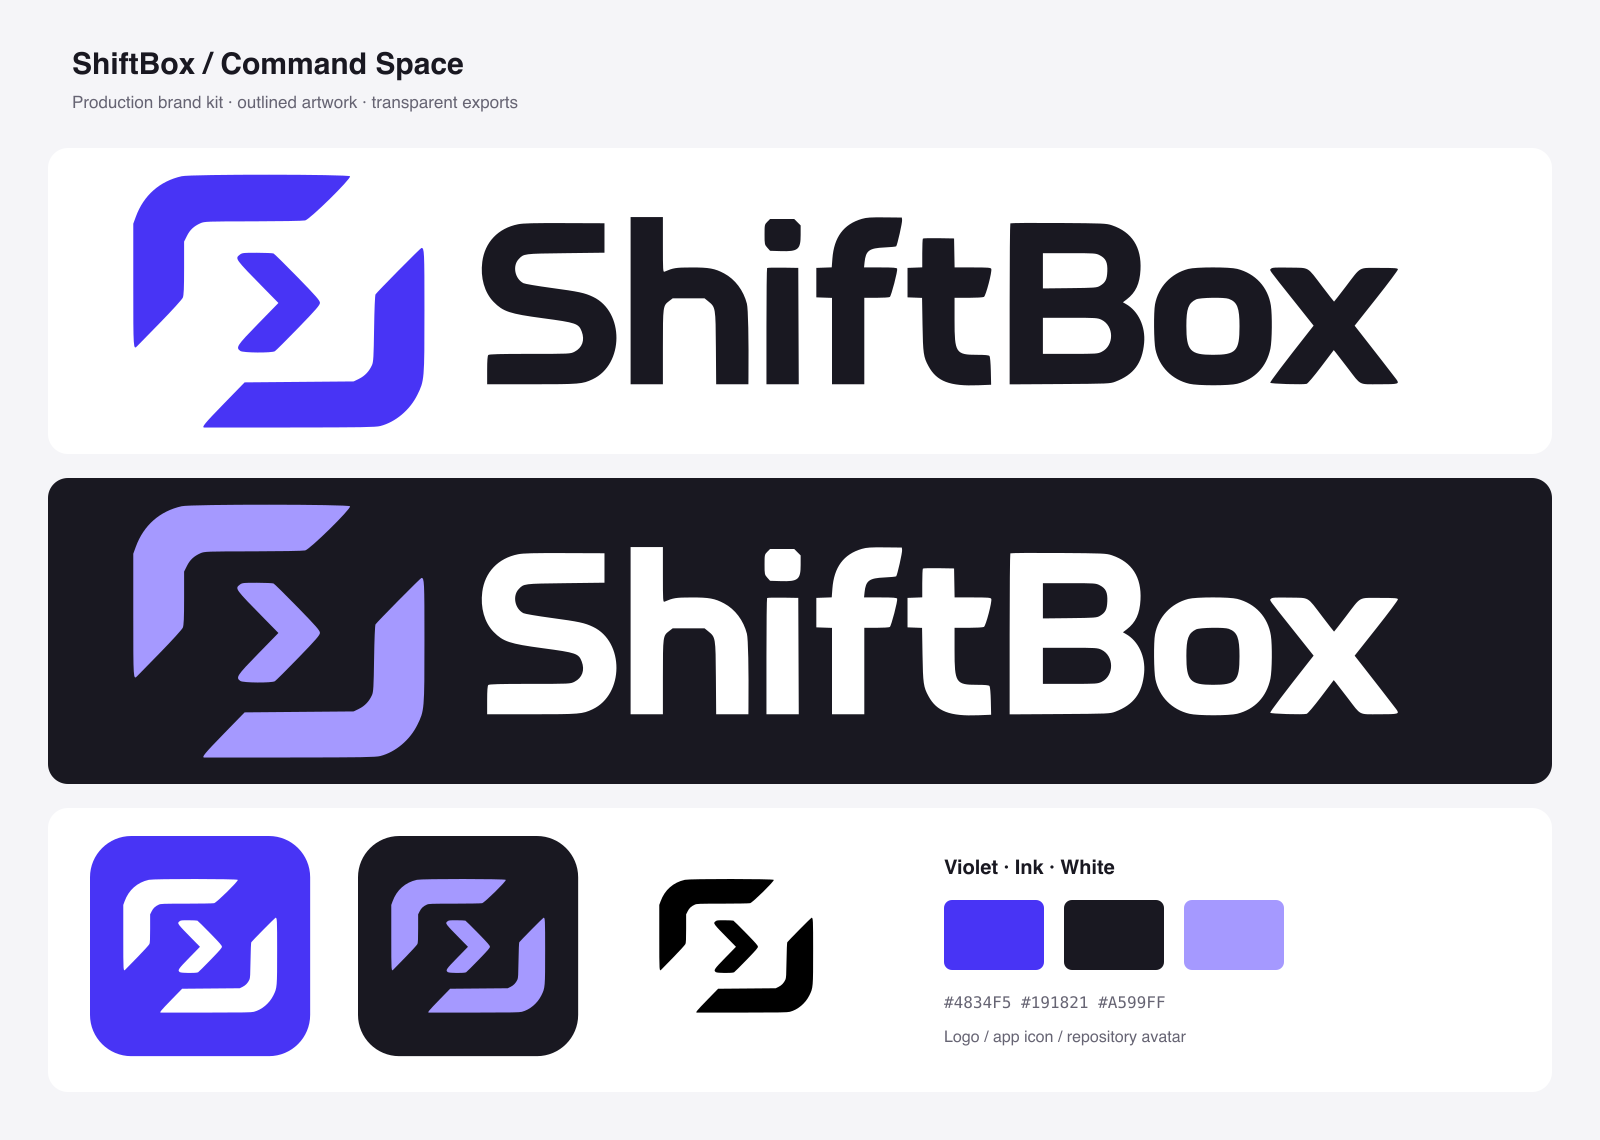 ShiftBox / Command Space
Production brand kit · outlined artwork · transparent exports
ShiftBox
ShiftBox
Violet · Ink · White
#4834F5 #191821 #A599FF
Logo / app icon / repository avatar